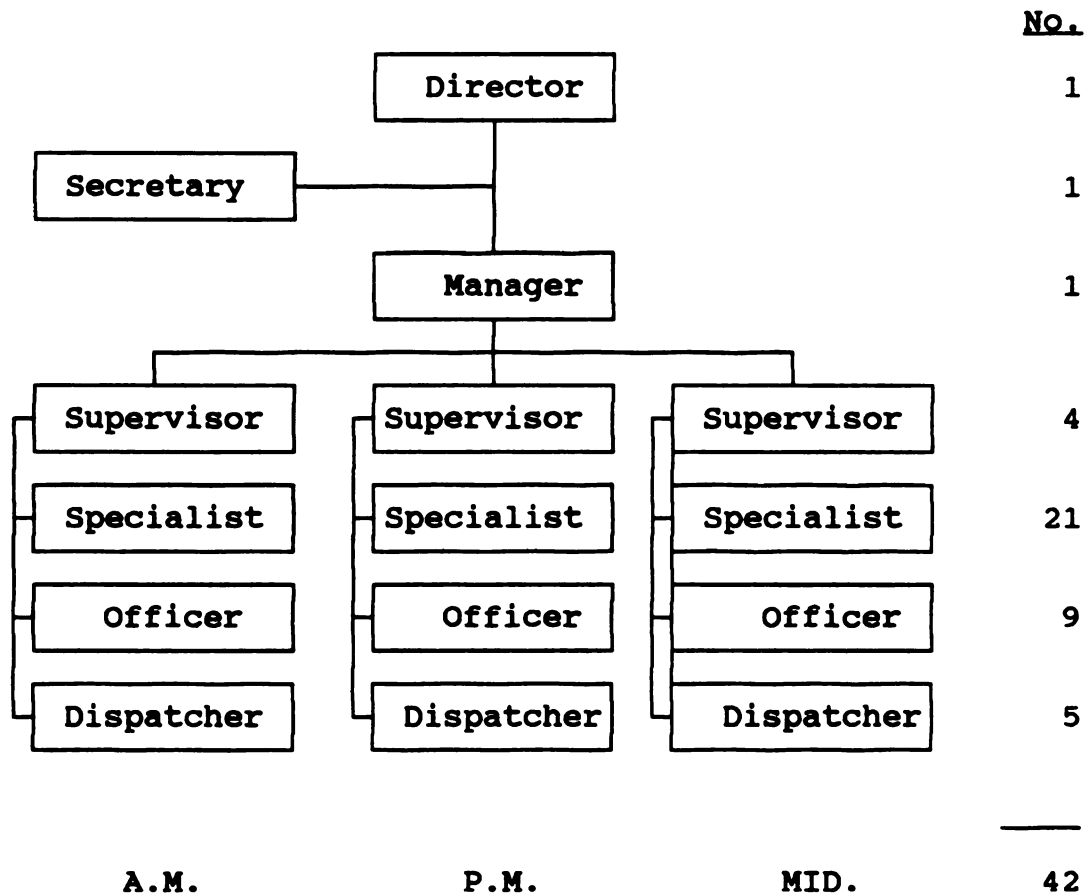 No.
Director 1
Secretary 1
Manager 1
Supervisor Supervisor Supervisor 4
Specialist Specialist Specialist 21
Officer Officer Officer 9
Dispatcher Dispatcher Dispatcher 5
A.M. P.M. MID. 42